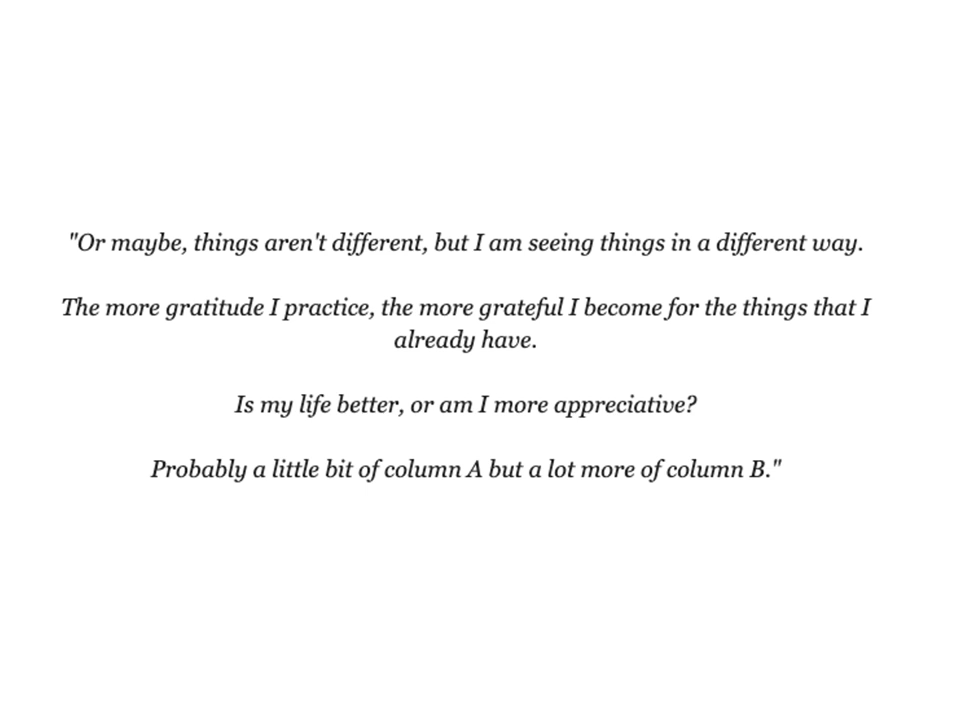 "Or maybe, things aren't different, but I am seeing things in a different way.
The more gratitude I practice, the more grateful I become for the things that I
already have.
Is my life better, or am I more appreciative?
Probably a little bit of column A but a lot more of column B."